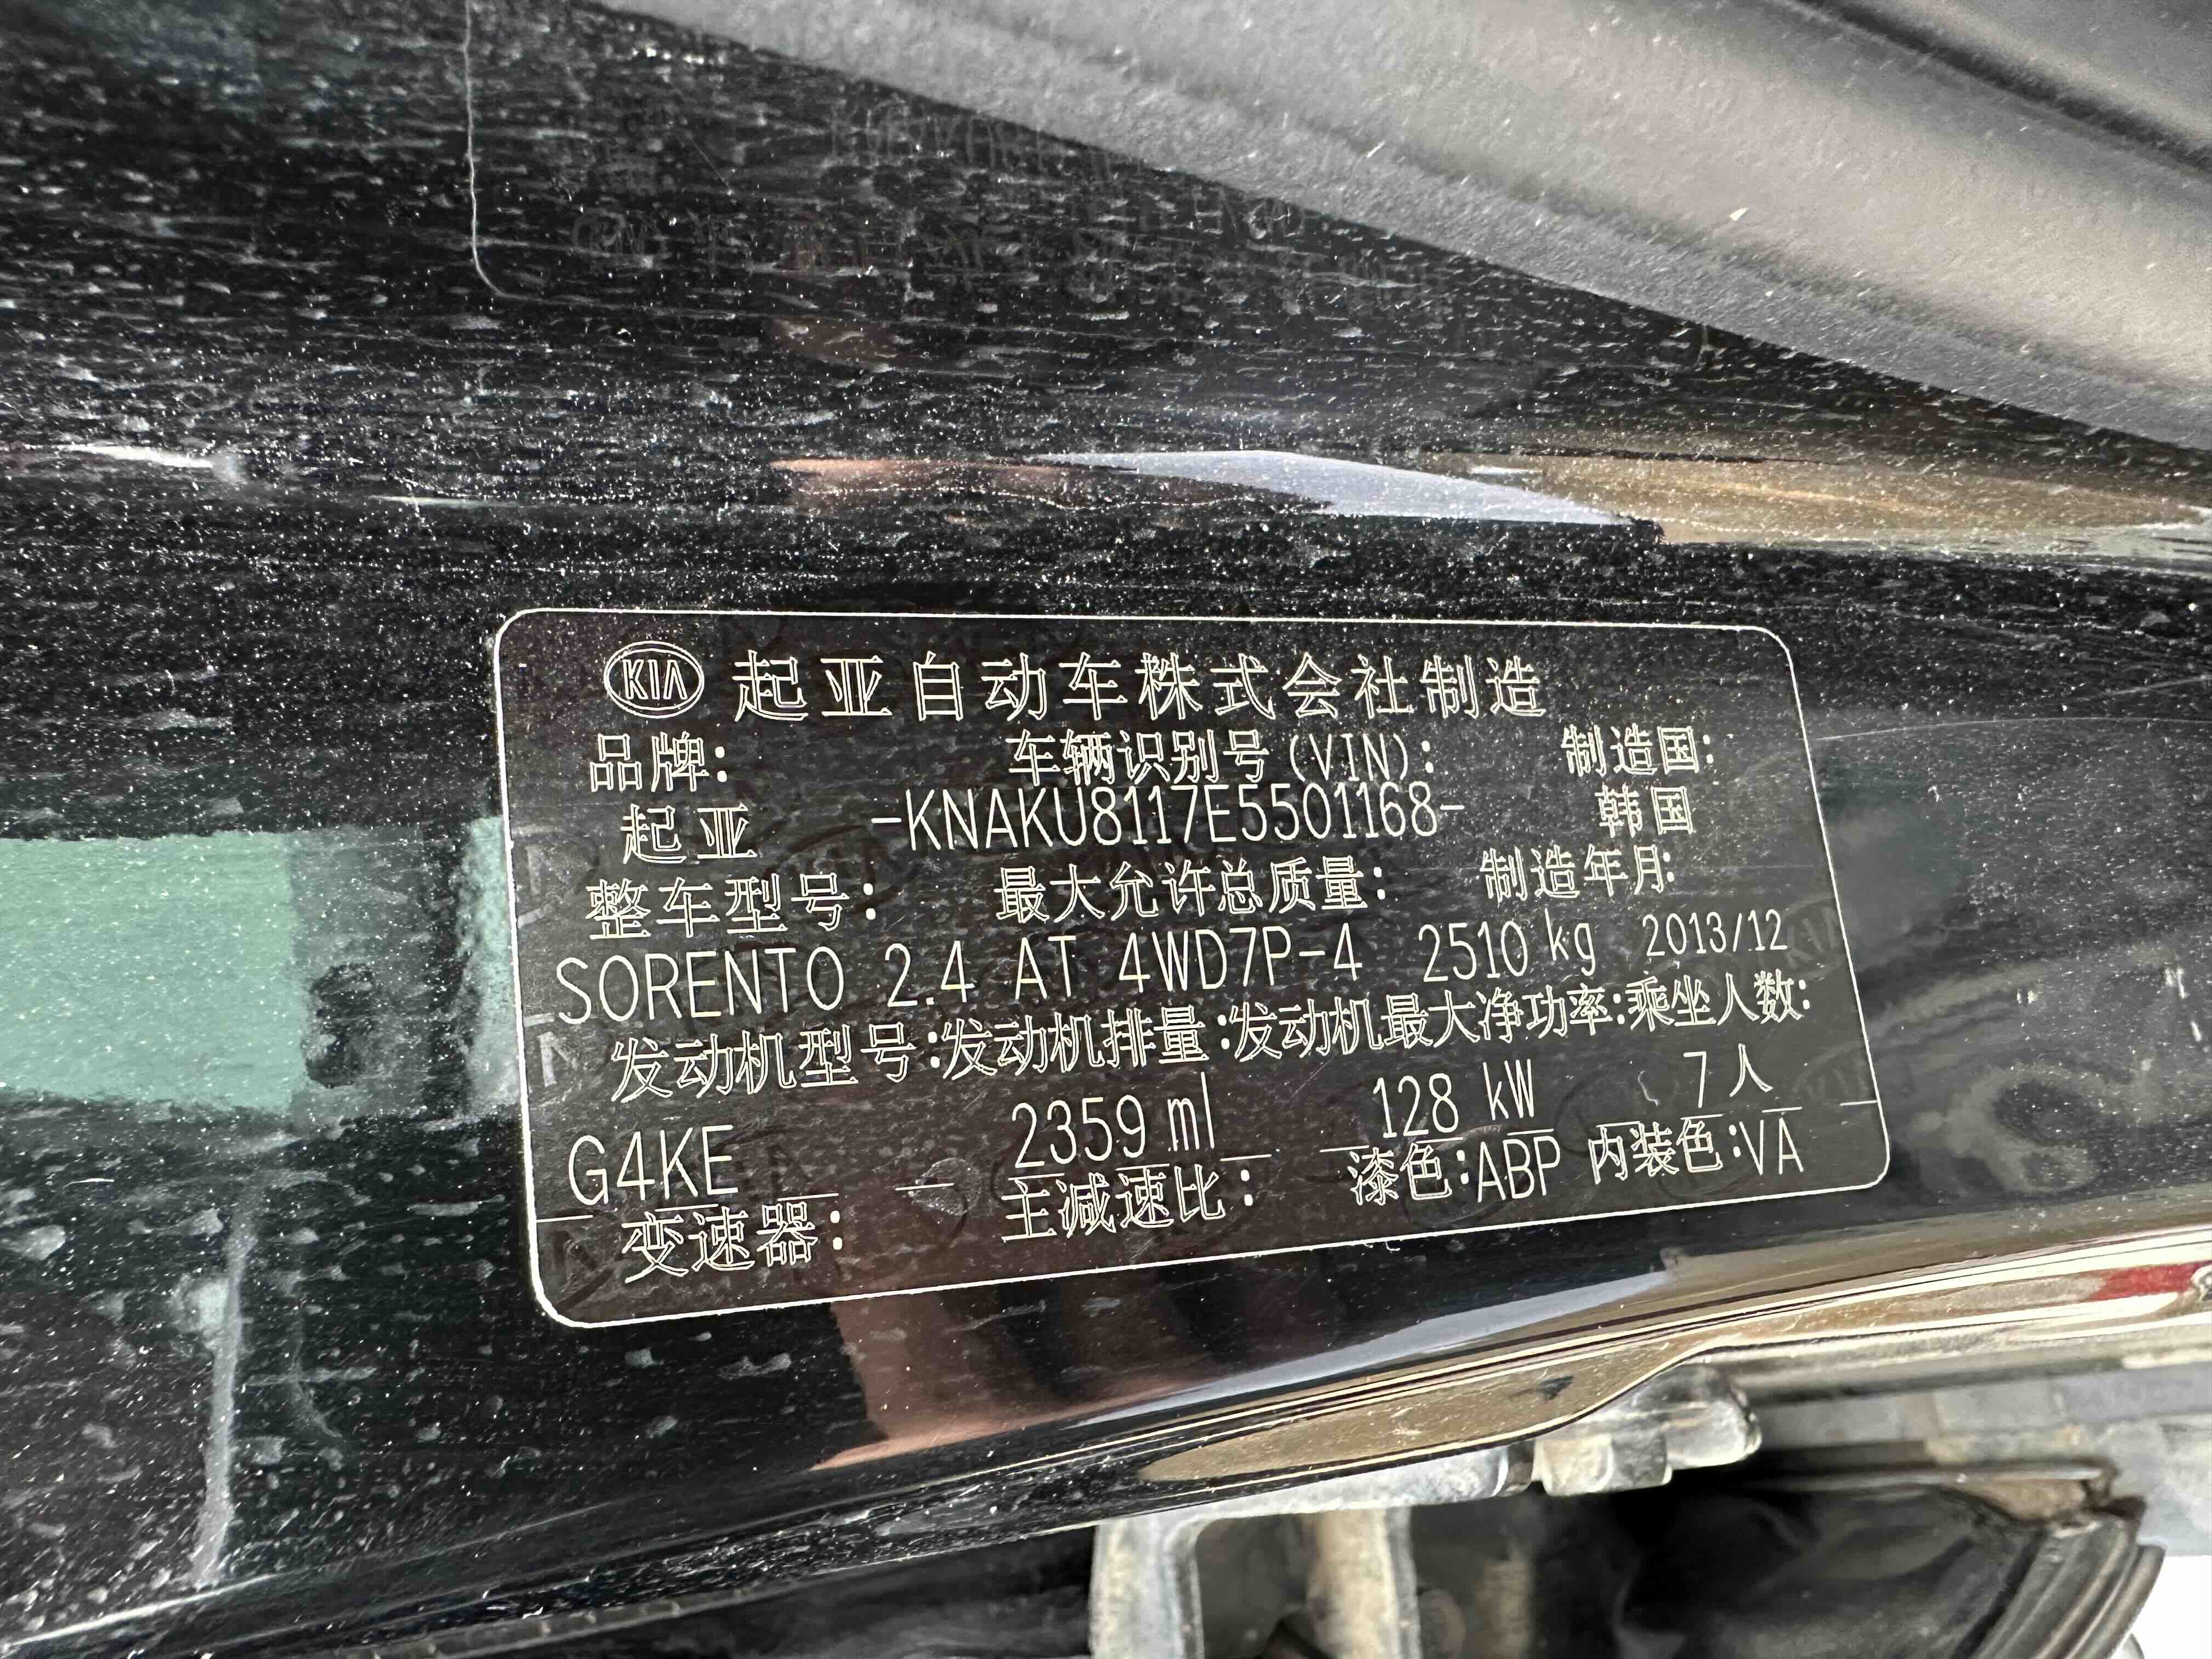 KIA 起亚自动车株式会社制造
品牌: 车辆识别号(VIN): 制造国:
起亚 -KNAKU8117E5501168- 韩国
整车型号: 最大允许总质量: 制造年月:
SORENTO 2.4 AT 4WD7P-4 2510 kg 2013/12
发动机型号:发动机排量:发动机最大净功率:乘坐人数:
G4KE 2359 ml 128 kW 7人
变速器: 主减速比: 漆色:ABP 内装色:VA